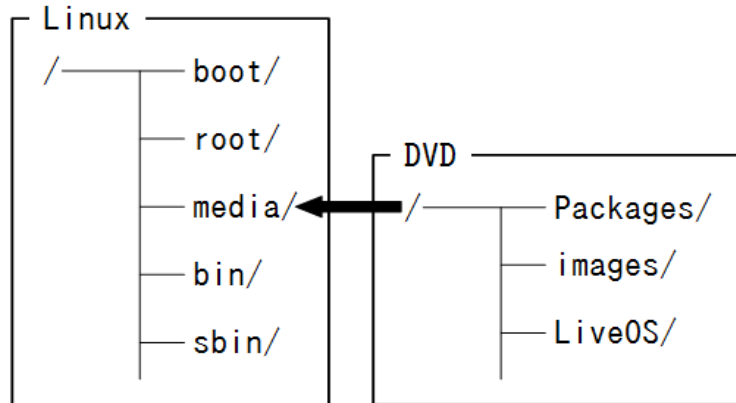 Linux
/
boot/
root/
media/
bin/
sbin/
DVD
/
Packages/
images/
LiveOS/